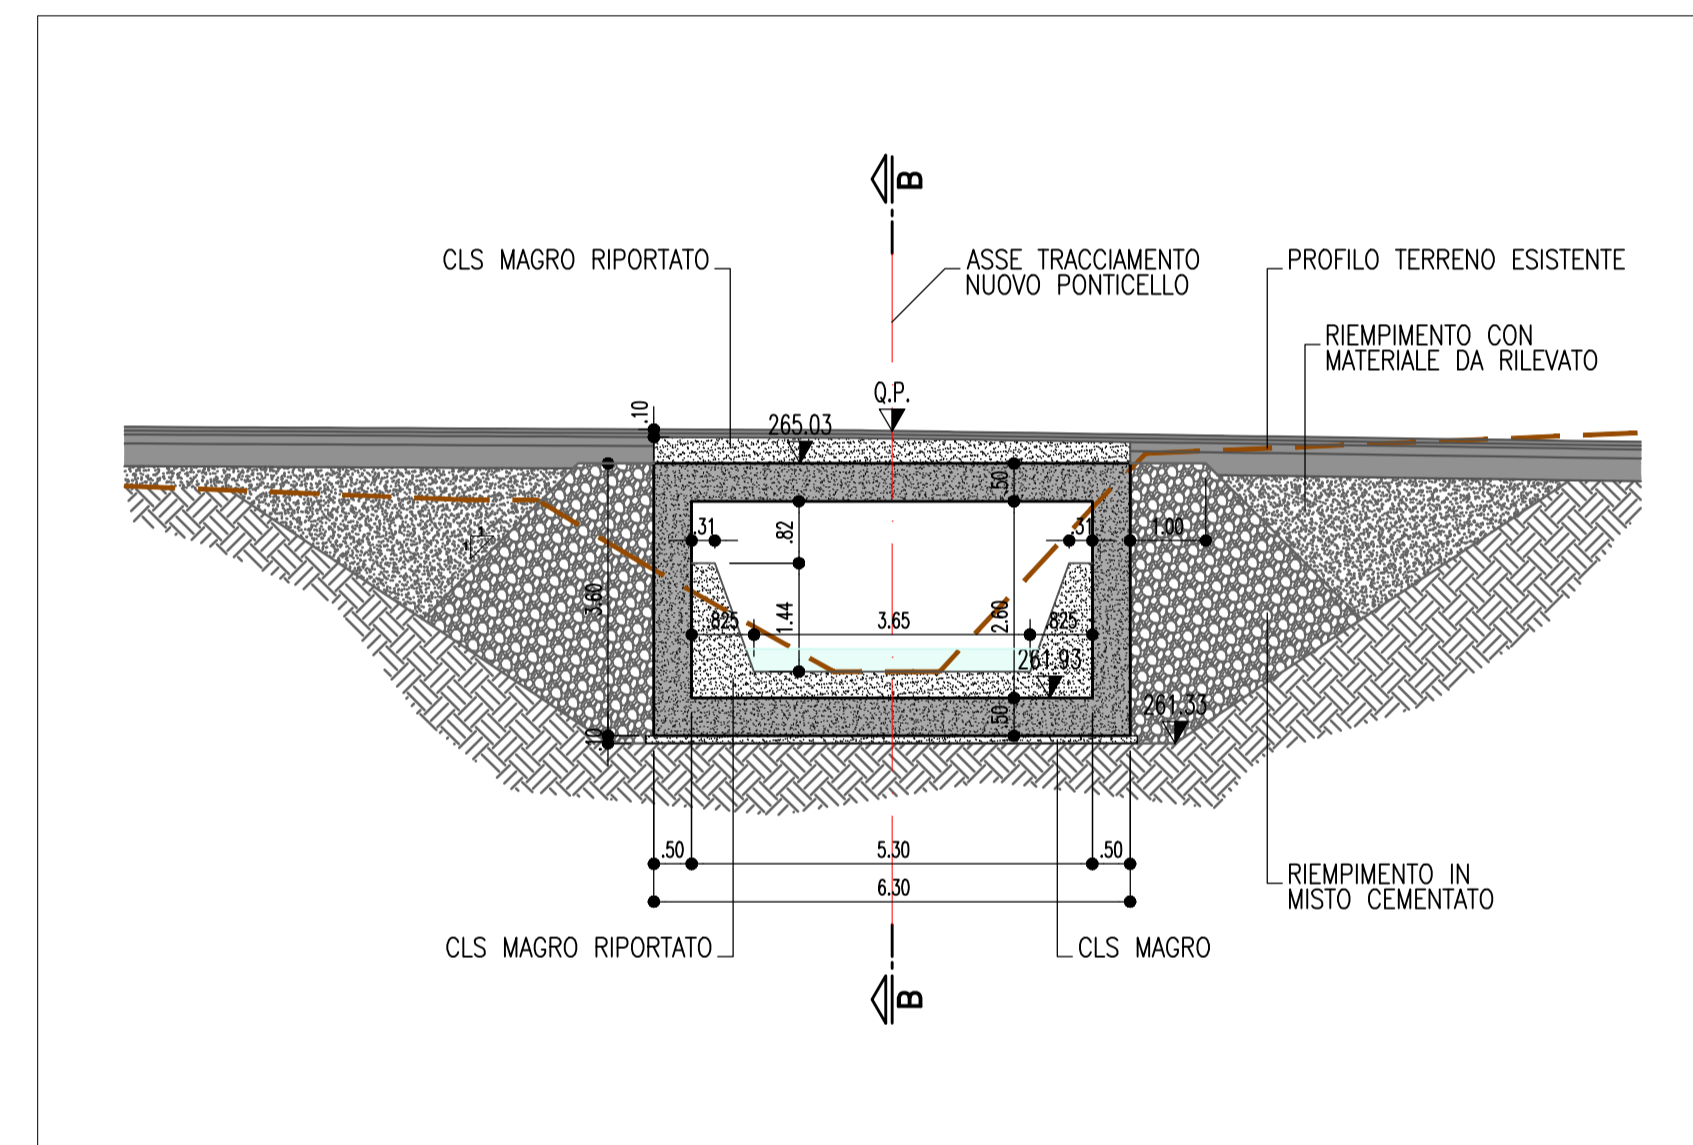 B
CLS MAGRO RIPORTATO
ASSE TRACCIAMENTO
NUOVO PONTICELLO
PROFILO TERRENO ESISTENTE
RIEMPIMENTO CON
MATERIALE DA RILEVATO
Q.P.
.10
265.03
.50
.31
.82
.31
1.00
3.60
1.44
2.60
.825
3.65
.825
261.93
261.33
.50
.10
.50
5.30
.50
6.30
RIEMPIMENTO IN
MISTO CEMENTATO
CLS MAGRO RIPORTATO
CLS MAGRO
B